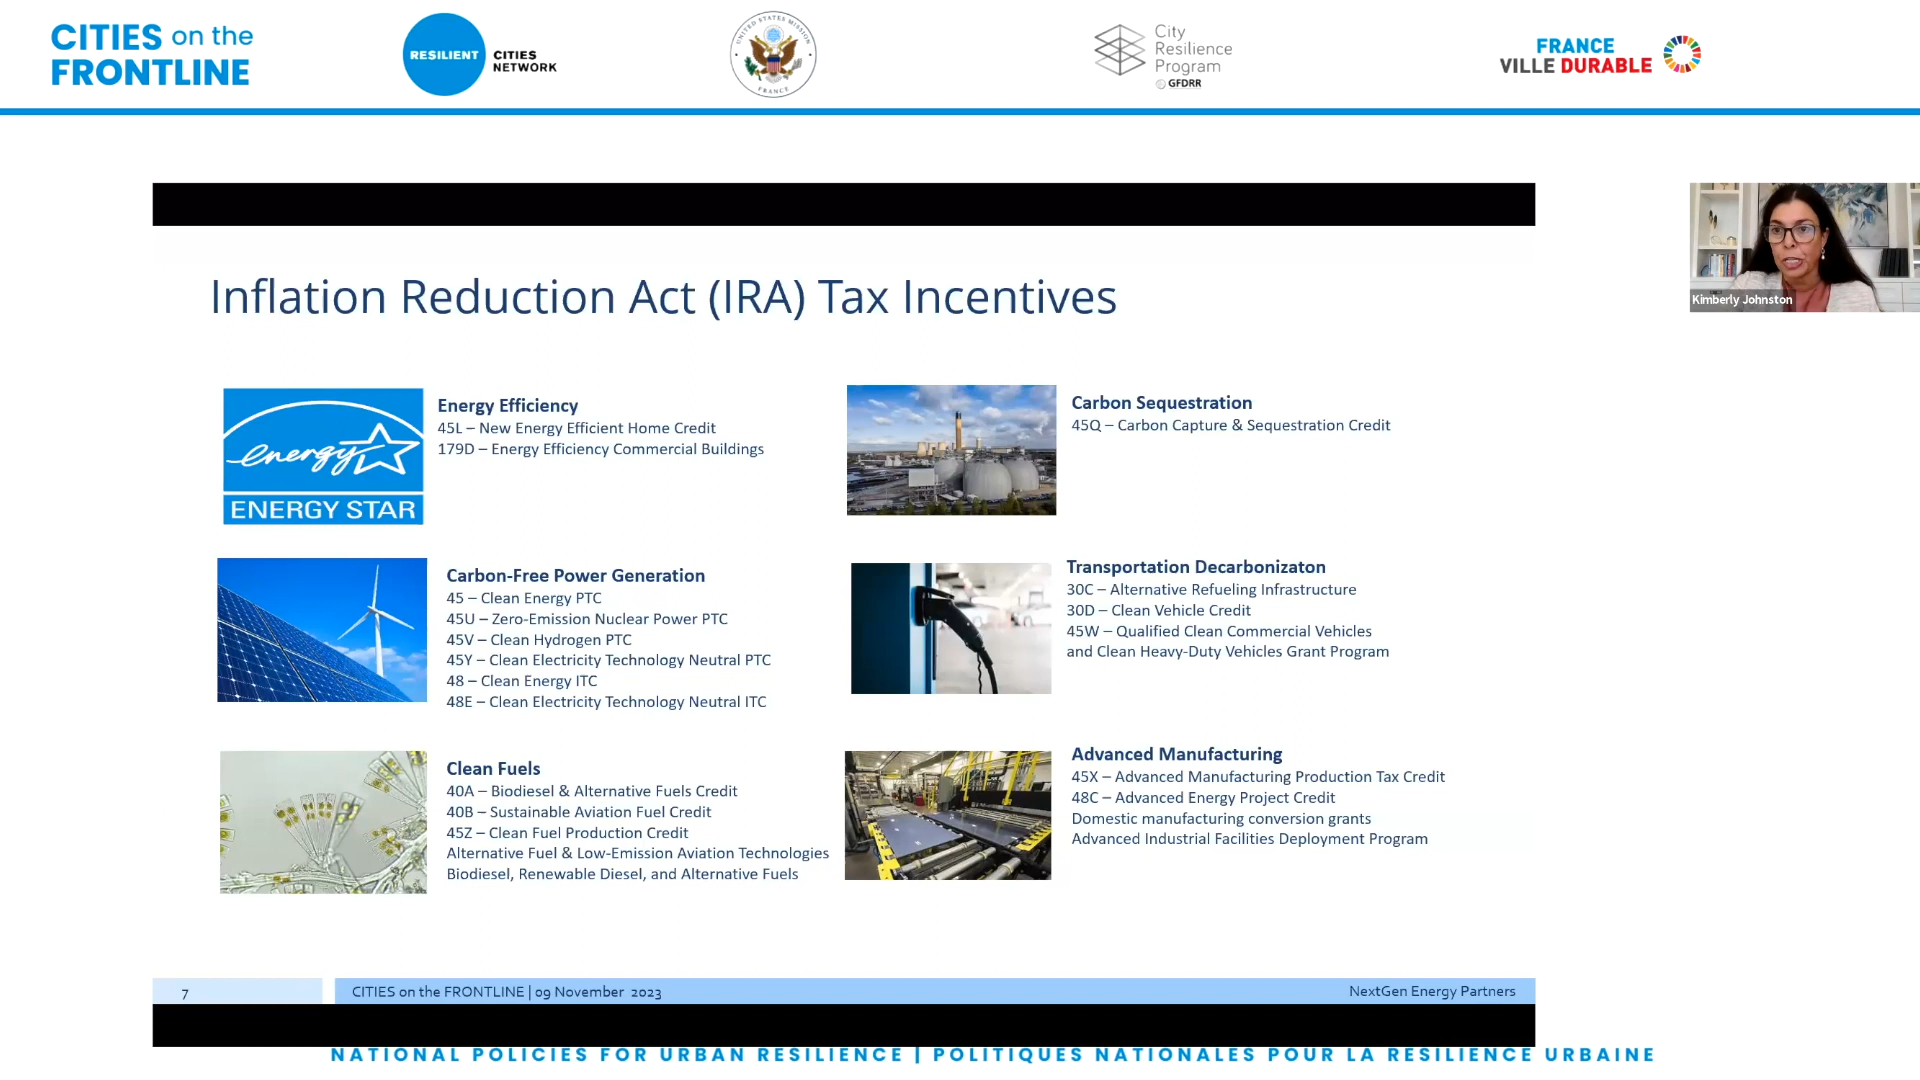 CITIES on the
FRONTLINE
RESILIENT CITIES
NETWORK
UNITED STATES MISSION
FRANCE
City
Resilience
Program
GFDRR
FRANCE
VILLE DURABLE
Kimberly Johnston
Inflation Reduction Act (IRA) Tax Incentives
energy
ENERGY STAR
Energy Efficiency
45L – New Energy Efficient Home Credit
179D – Energy Efficiency Commercial Buildings
Carbon Sequestration
45Q – Carbon Capture & Sequestration Credit
Carbon-Free Power Generation
45 – Clean Energy PTC
45U – Zero-Emission Nuclear Power PTC
45V – Clean Hydrogen PTC
45Y – Clean Electricity Technology Neutral PTC
48 – Clean Energy ITC
48E – Clean Electricity Technology Neutral ITC
Transportation Decarbonizaton
30C – Alternative Refueling Infrastructure
30D – Clean Vehicle Credit
45W – Qualified Clean Commercial Vehicles
and Clean Heavy-Duty Vehicles Grant Program
Clean Fuels
40A – Biodiesel & Alternative Fuels Credit
40B – Sustainable Aviation Fuel Credit
45Z – Clean Fuel Production Credit
Alternative Fuel & Low-Emission Aviation Technologies
Biodiesel, Renewable Diesel, and Alternative Fuels
Advanced Manufacturing
45X – Advanced Manufacturing Production Tax Credit
48C – Advanced Energy Project Credit
Domestic manufacturing conversion grants
Advanced Industrial Facilities Deployment Program
7
CITIES on the FRONTLINE | 09 November 2023
NextGen Energy Partners
NATIONAL POLICIES FOR URBAN RESILIENCE | POLITIQUES NATIONALES POUR LA RESILIENCE URBAINE